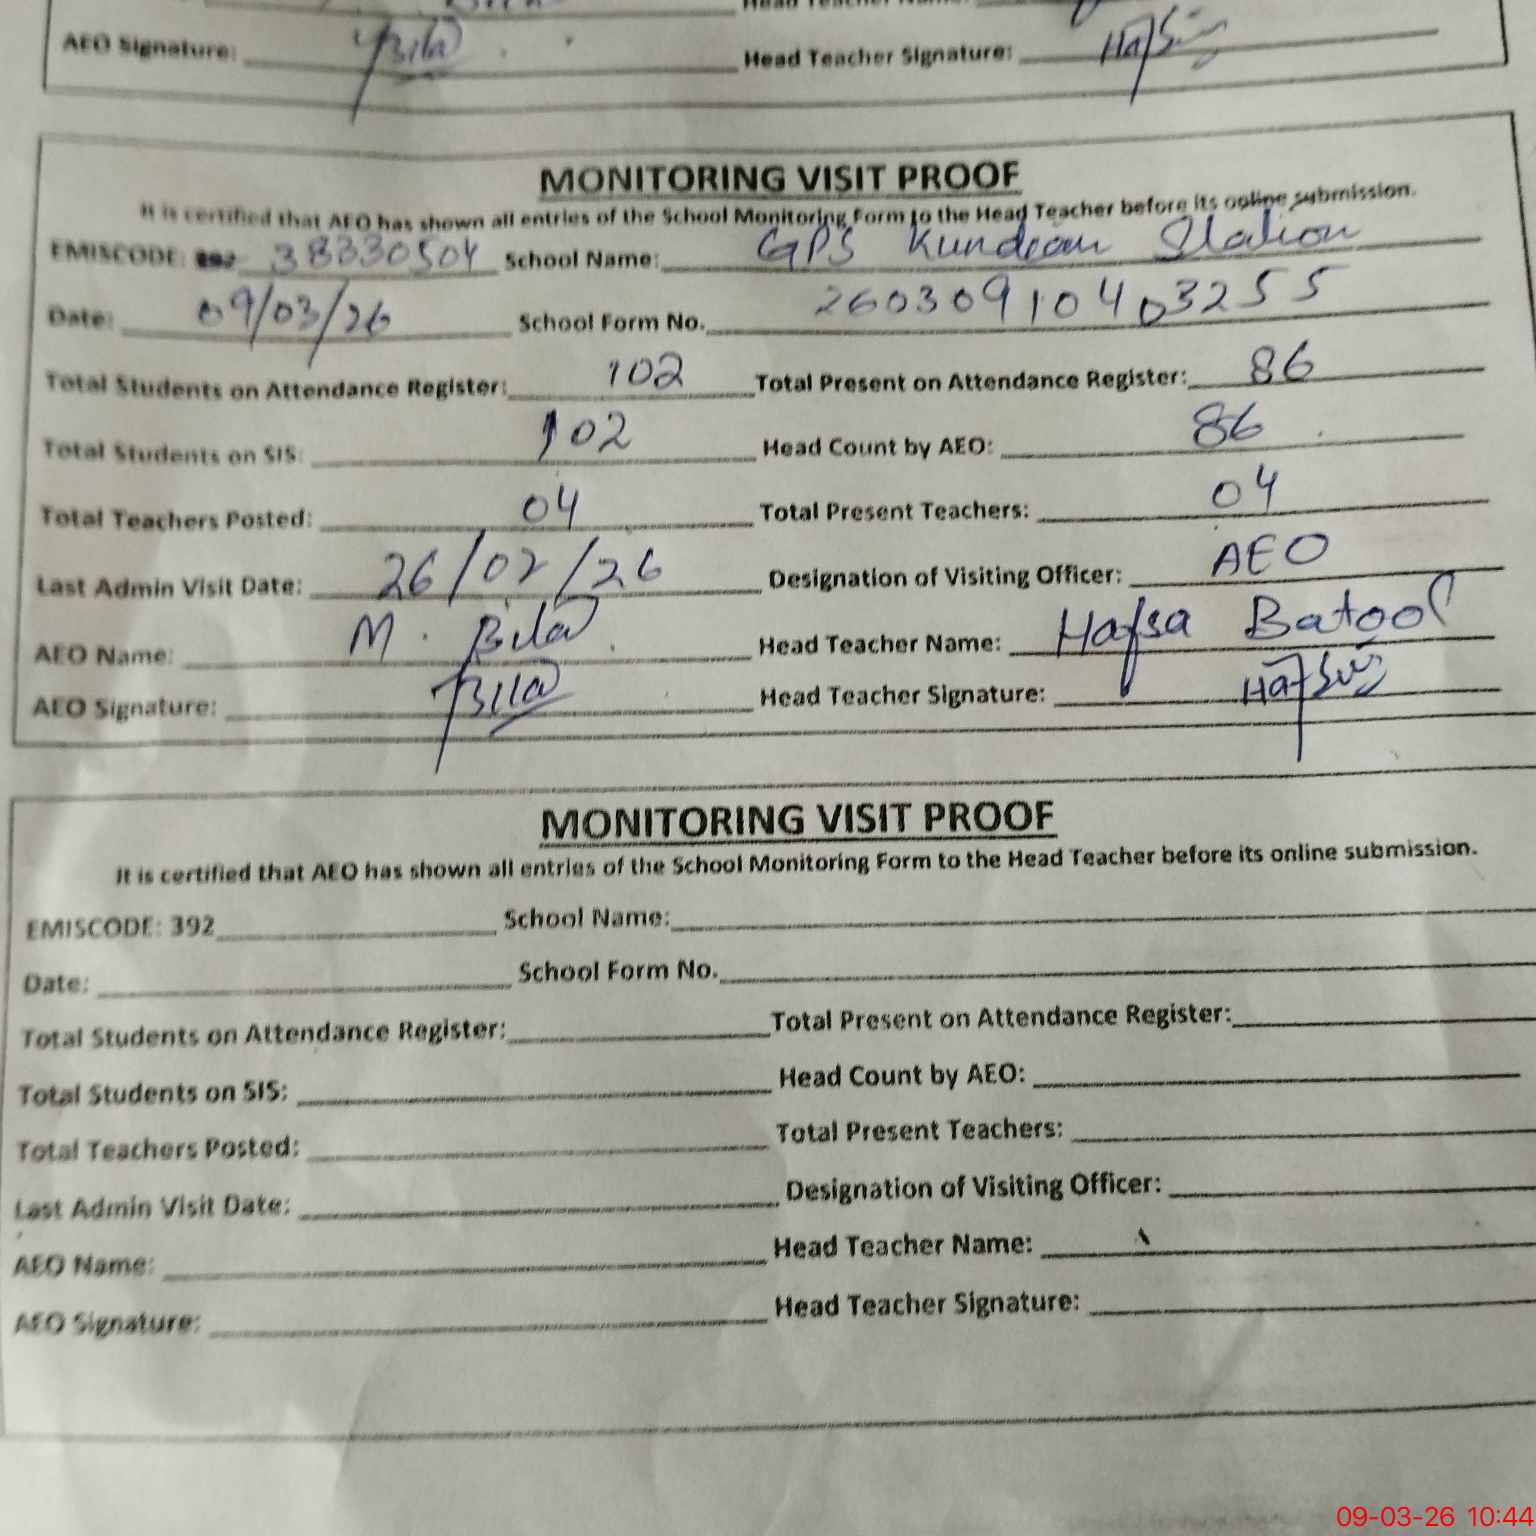 AEO Signature: Bilal Head Teacher Signature:
MONITORING VISIT PROOF
It is certified that AEO has shown all entries of the School Monitoring Form to the Head Teacher before its online submission.
EMISCODE: 38330504 School Name: GPS Kundian Station
Date: 09/03/26 School Form No. 26030910403255
Total Students on Attendance Register: 102 Total Present on Attendance Register: 86
Total Students on SIS: 102 Head Count by AEO: 86
Total Teachers Posted: 04 Total Present Teachers: 04
Last Admin Visit Date: 26/02/26 Designation of Visiting Officer: AEO
AEO Name: M. Bilal Head Teacher Name: Hafsa Batool
AEO Signature: Bilal Head Teacher Signature:
MONITORING VISIT PROOF
It is certified that AEO has shown all entries of the School Monitoring Form to the Head Teacher before its online submission.
EMISCODE: 392 School Name:
Date: School Form No.
Total Students on Attendance Register: Total Present on Attendance Register:
Total Students on SIS: Head Count by AEO:
Total Teachers Posted: Total Present Teachers:
Last Admin Visit Date: Designation of Visiting Officer:
AEO Name: Head Teacher Name:
AEO Signature: Head Teacher Signature:
09-03-26 10:44